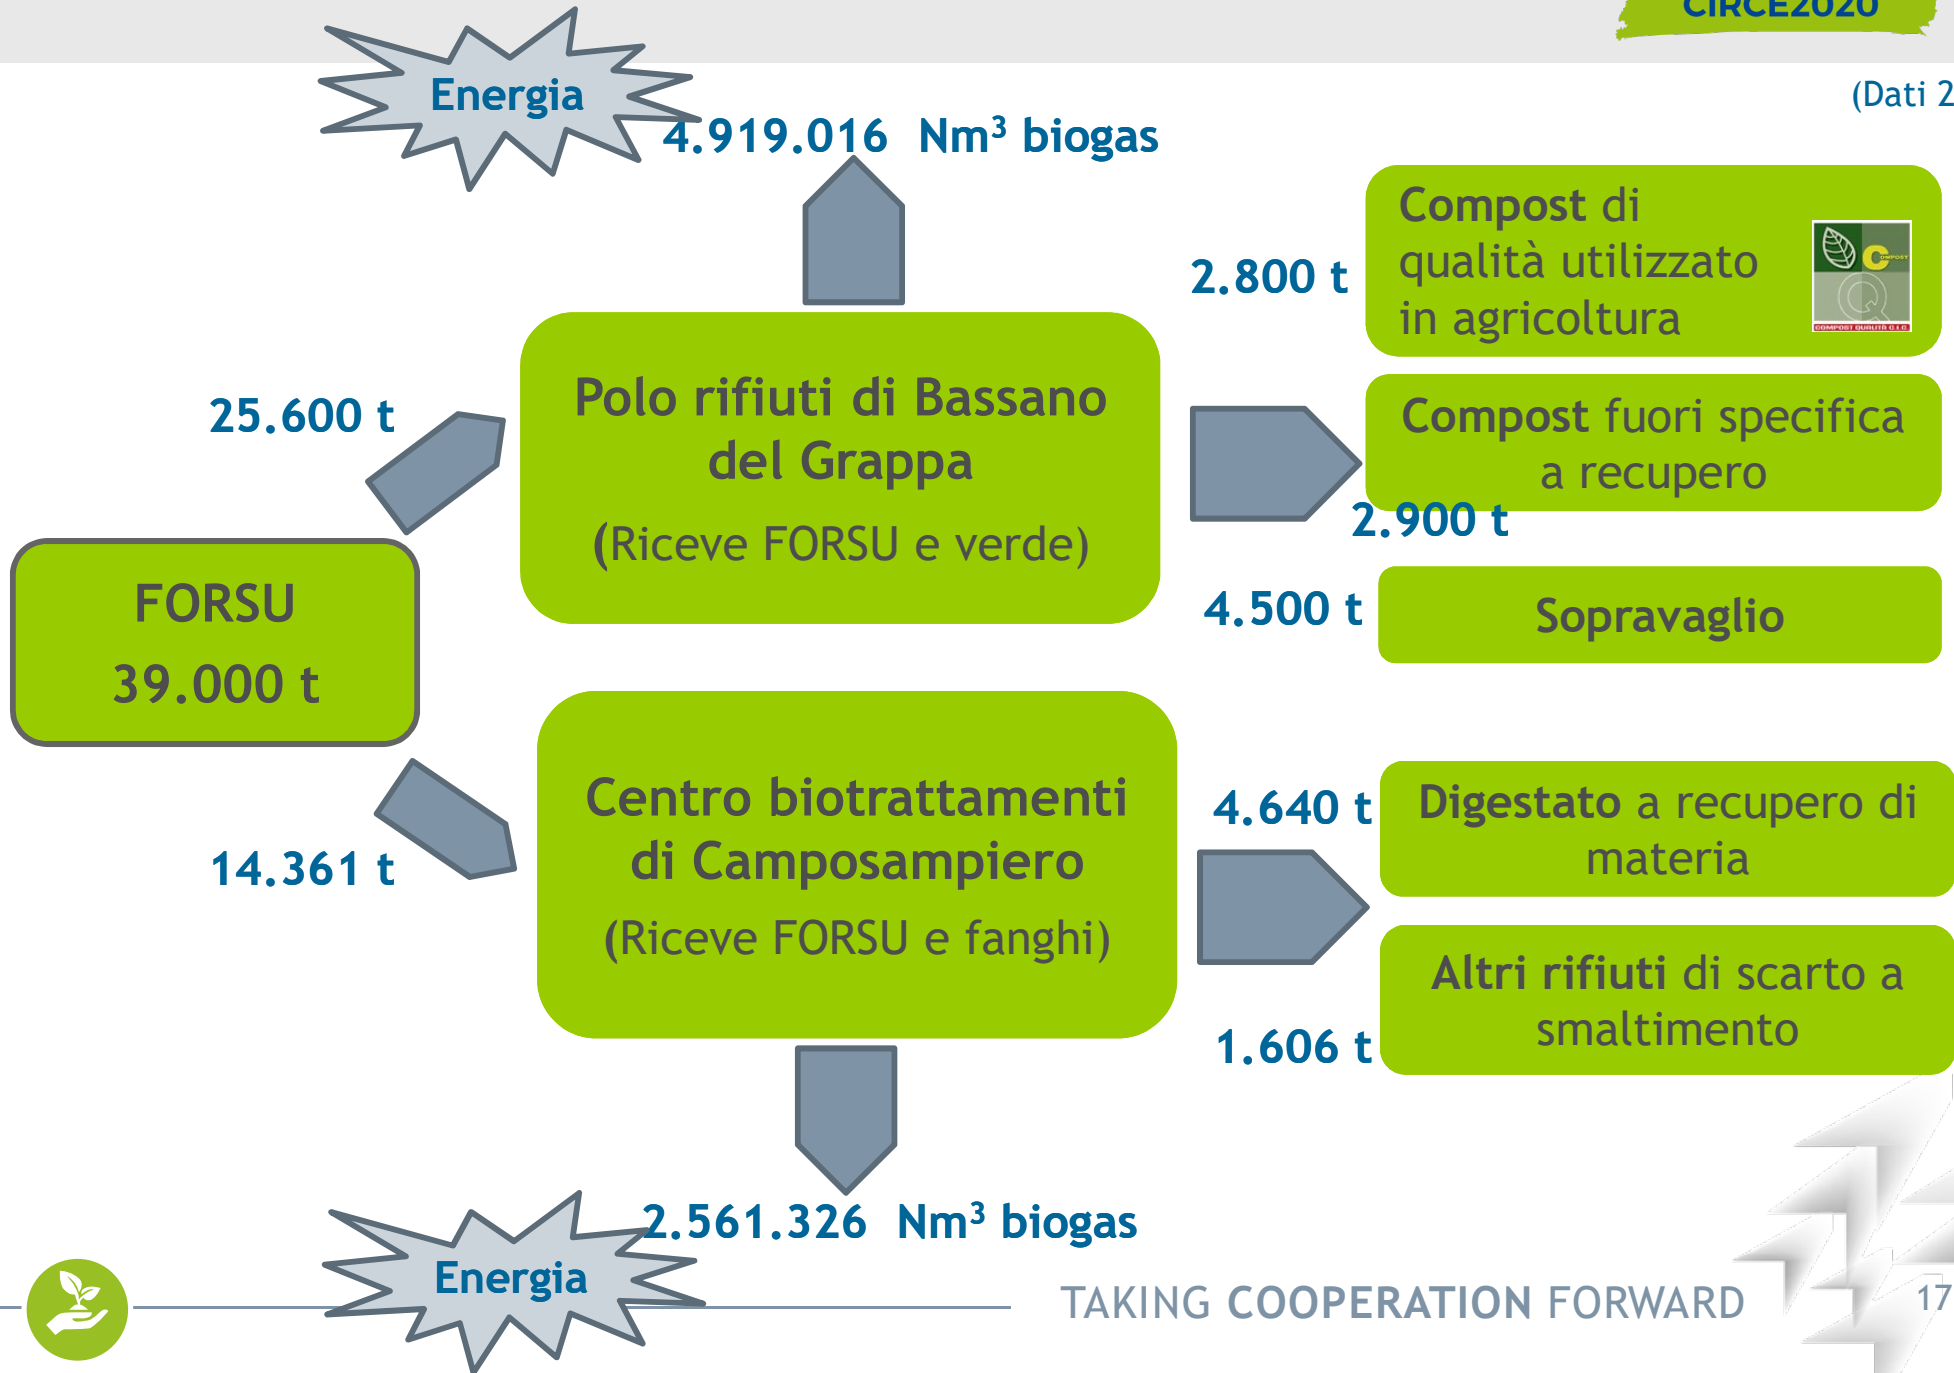 CIRCE2020
(Dati 2
Energia
4.919.016 Nm³ biogas
Compost di
qualità utilizzato
in agricoltura
COMPOST
COMPOST QUALITÀ C.I.C.
2.800 t
Polo rifiuti di Bassano
del Grappa
(Riceve FORSU e verde)
25.600 t
Compost fuori specifica
a recupero
2.900 t
FORSU
39.000 t
4.500 t
Sopravaglio
Centro biotrattamenti
di Camposampiero
(Riceve FORSU e fanghi)
14.361 t
4.640 t
Digestato a recupero di
materia
Altri rifiuti di scarto a
smaltimento
1.606 t
2.561.326 Nm³ biogas
Energia
TAKING COOPERATION FORWARD
17